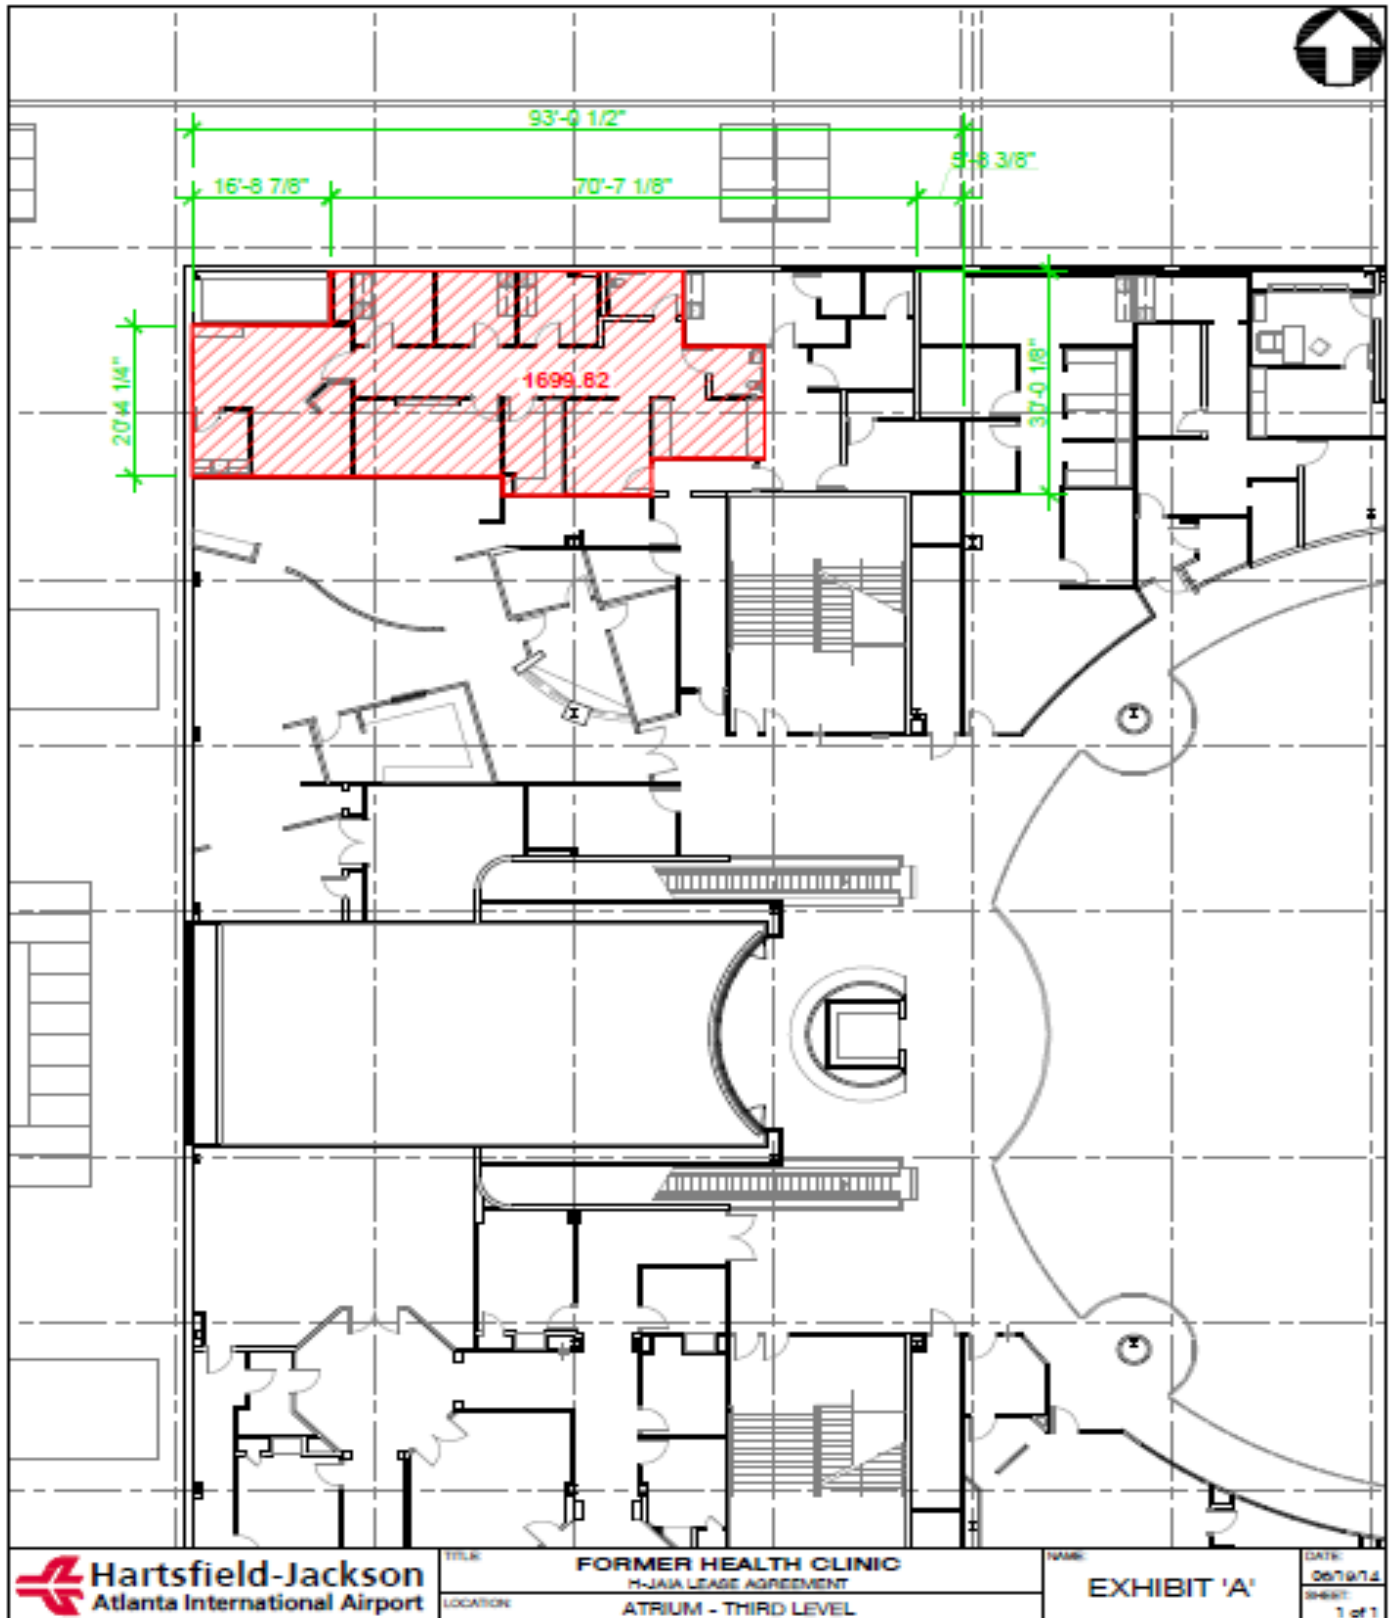 93'-0 1/2"
5'-8 3/8"
16'-8 7/8"
70'-7 1/8"
20'-4 1/4"
1699.82
30'-0 1/8"
Hartsfield-Jackson
Atlanta International Airport
TITLE:
FORMER HEALTH CLINIC
H-JAIA LEASE AGREEMENT
LOCATION:
ATRIUM - THIRD LEVEL
NAME:
EXHIBIT 'A'
DATE:
06/19/14
SHEET:
1 of 1